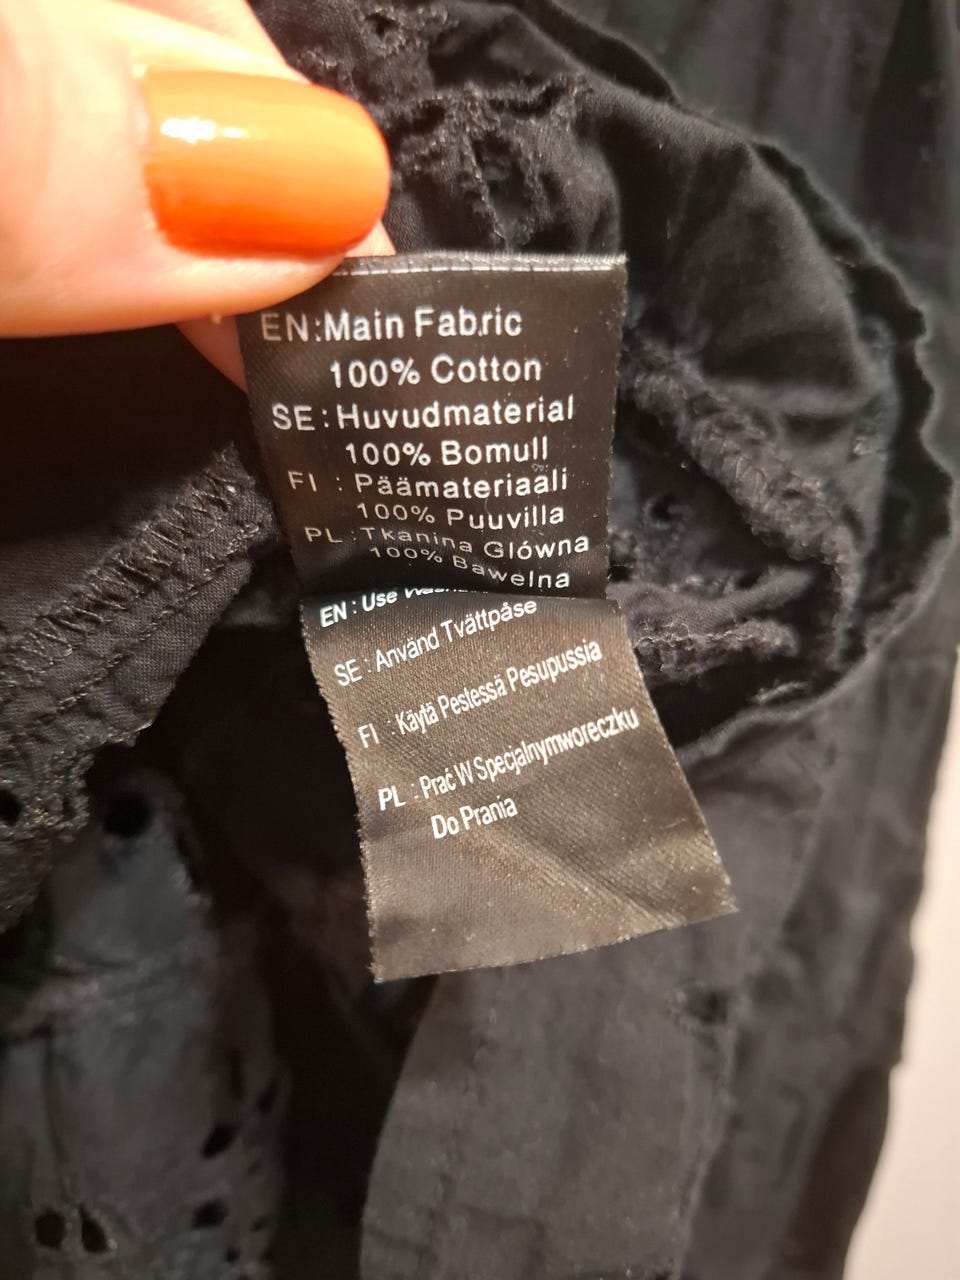 EN:Main Fabric
100% Cotton
SE:Huvudmaterial
100% Bomull
FI : Päämateriaali
100% Puuvilla
PL:Tkanina Glówna
100% Bawelna
EN: Use
SE: Använd Tvättpåse
FI : Käytä Pestessä Pesupussia
PL : Prać W Specjalnymworeczku
Do Prania